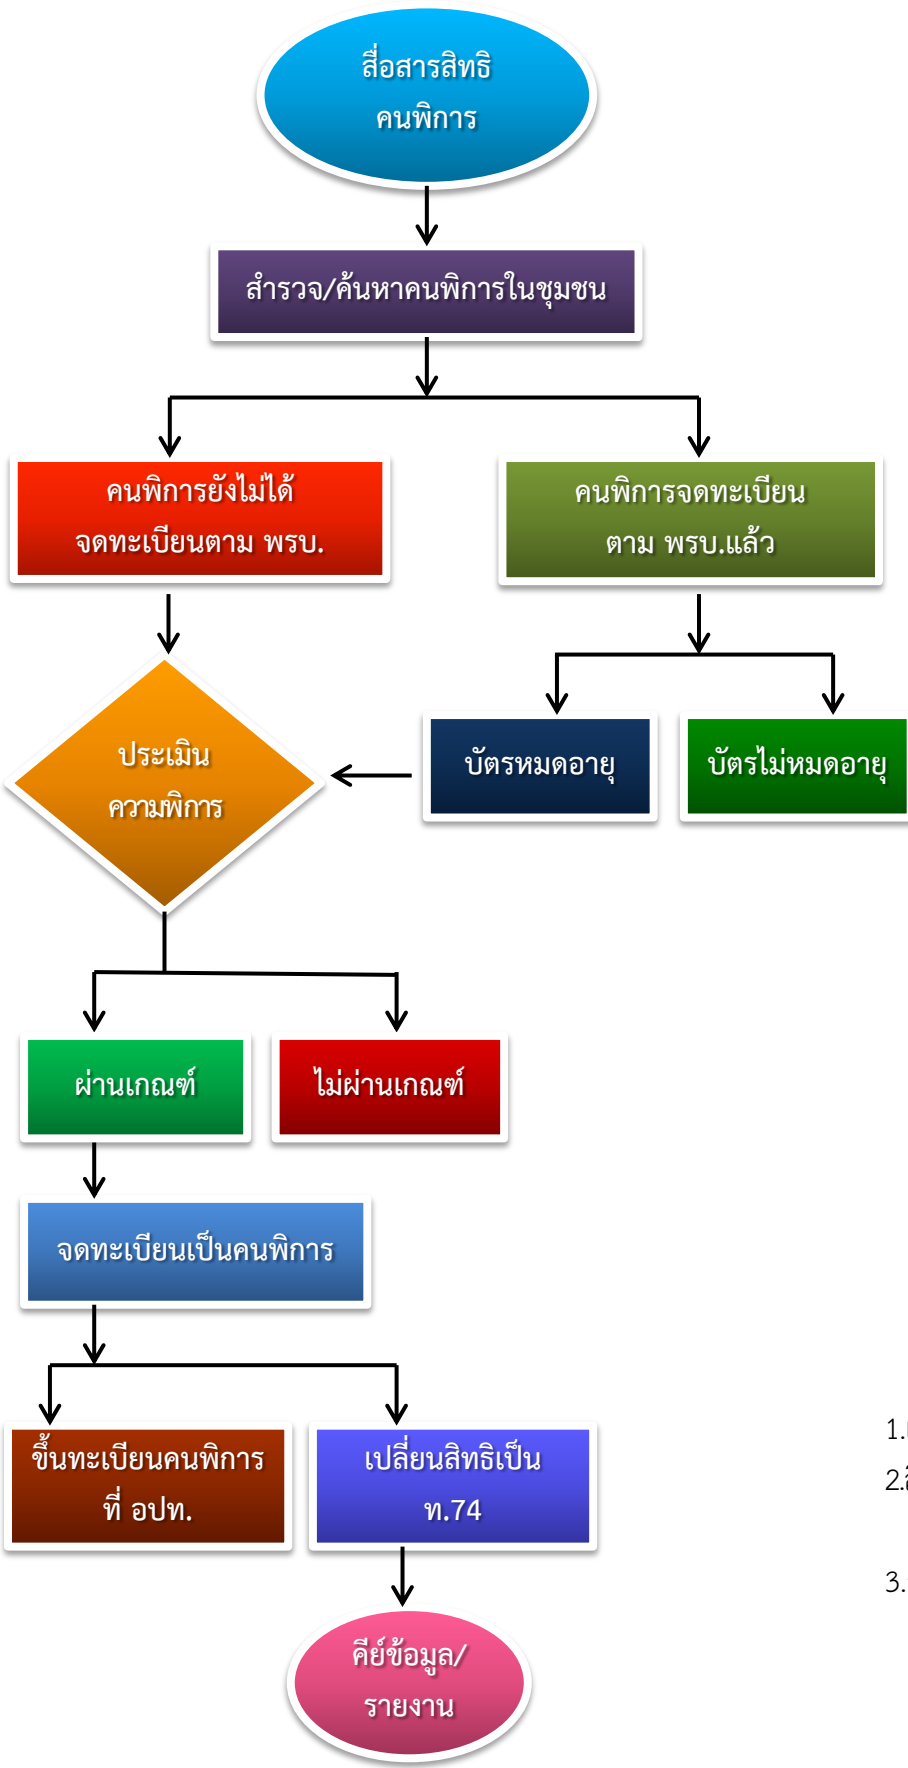 สื่อสารสิทธิ
คนพิการ
สำรวจ/ค้นหาคนพิการในชุมชน
คนพิการยังไม่ได้
จดทะเบียนตาม พรบ.
คนพิการจดทะเบียน
ตาม พรบ.แล้ว
ประเมิน
ความพิการ
บัตรหมดอายุ
บัตรไม่หมดอายุ
ผ่านเกณฑ์
ไม่ผ่านเกณฑ์
จดทะเบียนเป็นคนพิการ
ขึ้นทะเบียนคนพิการ
ที่ อปท.
เปลี่ยนสิทธิเป็น
ท.74
1.
2.
3.
คีย์ข้อมูล/
รายงาน